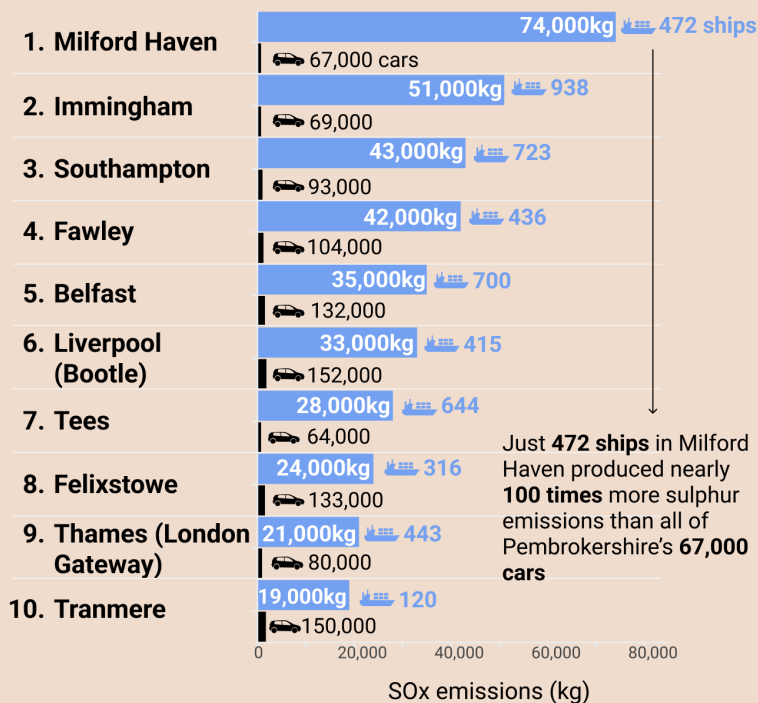 1. Milford Haven
74,000kg 472 ships
67,000 cars
2. Immingham
51,000kg 938
69,000
3. Southampton
43,000kg 723
93,000
4. Fawley
42,000kg 436
104,000
5. Belfast
35,000kg 700
132,000
6. Liverpool
(Bootle)
33,000kg 415
152,000
7. Tees
28,000kg 644
64,000
8. Felixstowe
24,000kg 316
133,000
9. Thames (London
Gateway)
21,000kg 443
80,000
10. Tranmere
19,000kg 120
150,000
Just 472 ships in Milford
Haven produced nearly
100 times more sulphur
emissions than all of
Pembrokershire's 67,000
cars
0 20,000 40,000 60,000 80,000
SOx emissions (kg)